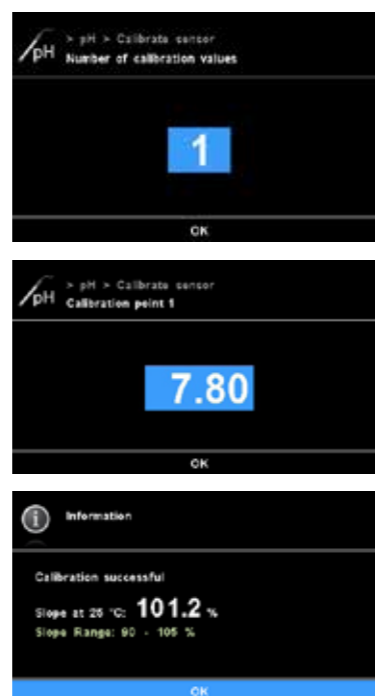 pH
> pH > Calibrate sensor
Number of calibration values
1
OK
pH
> pH > Calibrate sensor
Calibration point 1
7.80
OK
i
Information
Calibration successful
Slope at 25 °C: 101.2 %
Slope Range: 90 - 105 %
OK